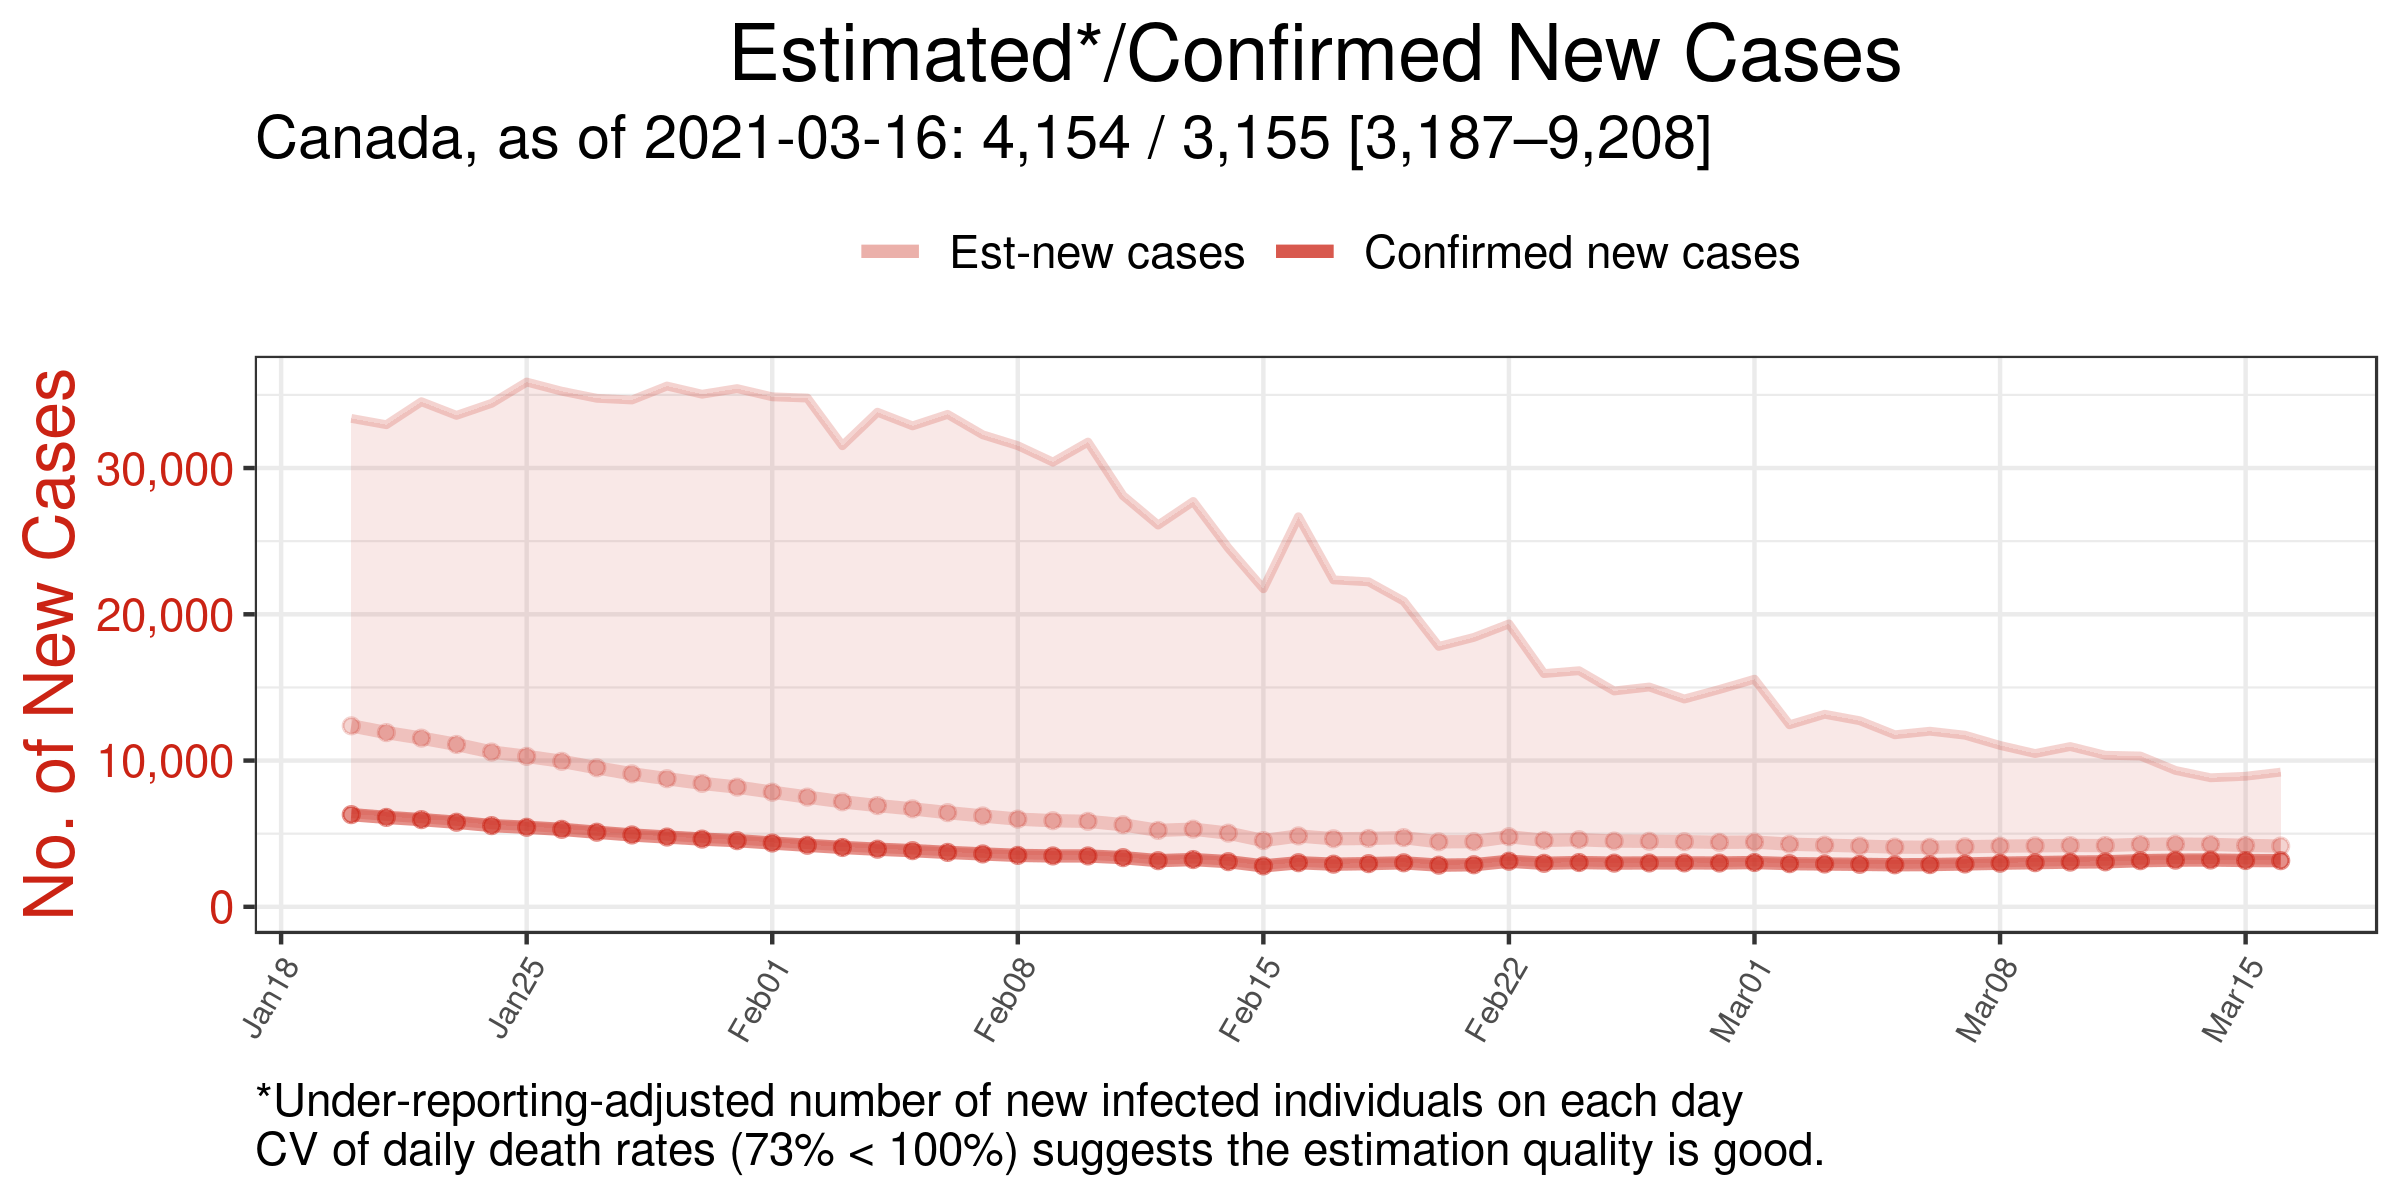 Estimated*/Confirmed New Cases
Canada, as of 2021-03-16: 4,154 / 3,155 [3,187–9,208]
Est-new cases
Confirmed new cases
No. of New Cases
30,000
20,000
10,000
0
Jan18
Jan25
Feb01
Feb08
Feb15
Feb22
Mar01
Mar08
Mar15
*Under-reporting-adjusted number of new infected individuals on each day
CV of daily death rates (73% < 100%) suggests the estimation quality is good.